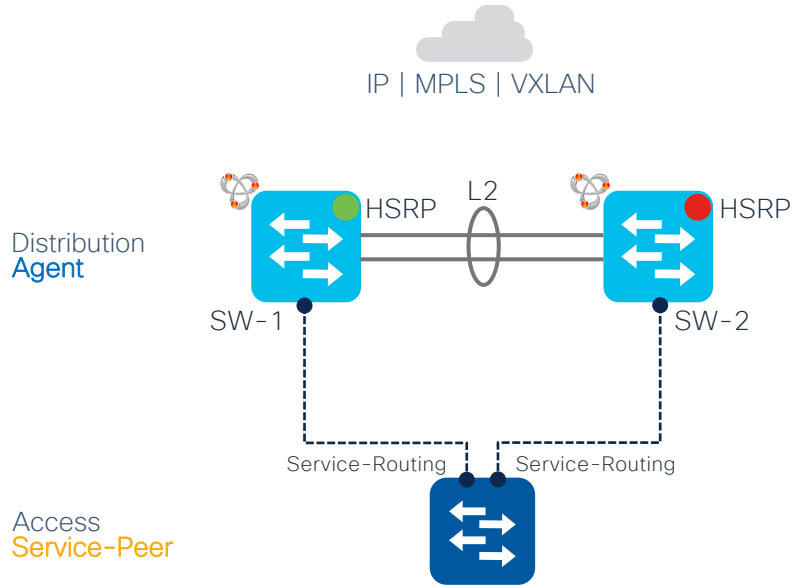 IP | MPLS | VXLAN
L2
HSRP
HSRP
Distribution
Agent
SW-1
SW-2
Service-Routing
Service-Routing
Access
Service-Peer